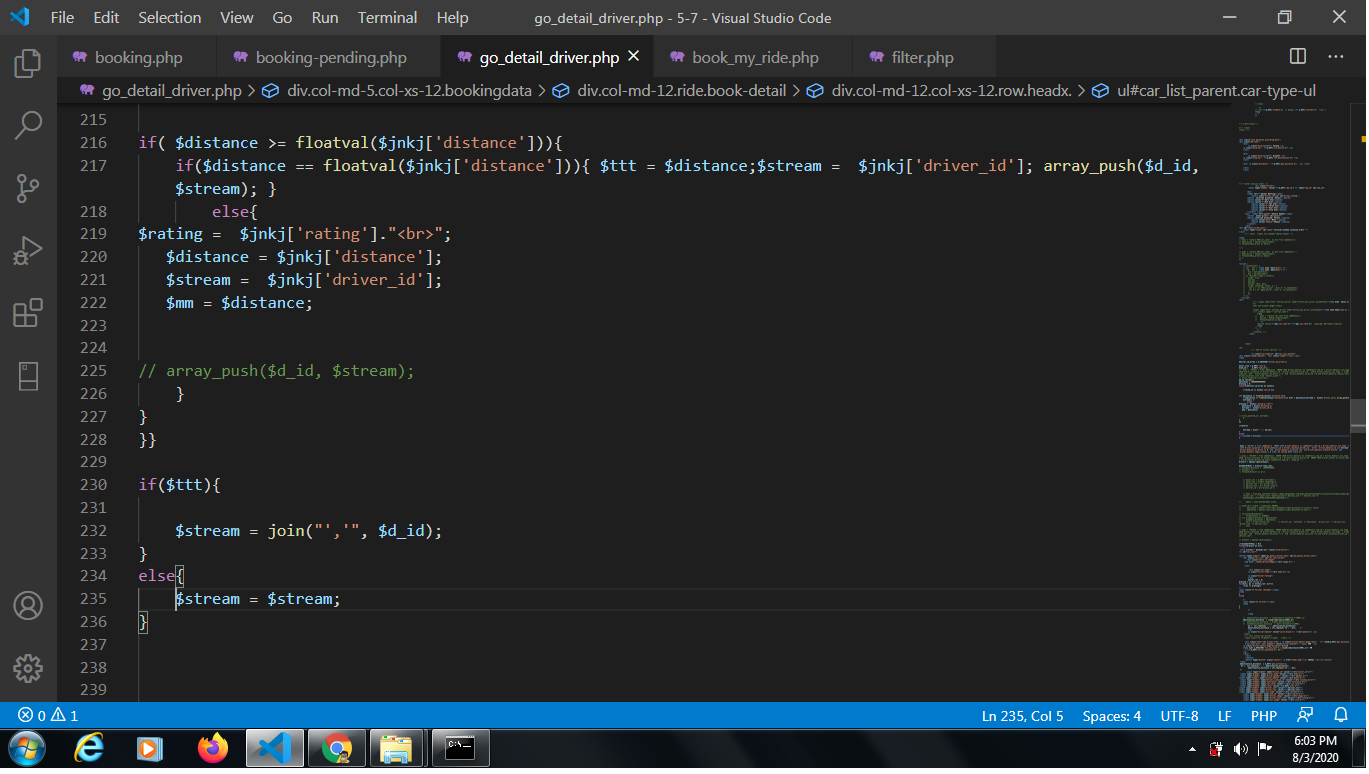 File Edit Selection View Go Run Terminal Help go_detail_driver.php - 5-7 - Visual Studio Code
booking.php booking-pending.php go_detail_driver.php book_my_ride.php filter.php
go_detail_driver.php > div.col-md-5.col-xs-12.bookingdata > div.col-md-12.ride.book-detail > div.col-md-12.col-xs-12.row.headx. > ul#car_list_parent.car-type-ul
215
216 if( $distance >= floatval($jnkj['distance'])){
217 if($distance == floatval($jnkj['distance'])){ $ttt = $distance;$stream =  $jnkj['driver_id']; array_push($d_id,
$stream); }
218 else{
219 $rating =  $jnkj['rating']."<br>";
220 $distance = $jnkj['distance'];
221 $stream =  $jnkj['driver_id'];
222 $mm = $distance;
223
224
225 // array_push($d_id, $stream);
226 }
227 }
228 }}
229
230 if($ttt){
231
232 $stream = join("','", $d_id);
233 }
234 else{
235 $stream = $stream;
236 }
237
238
239
0 1 Ln 235, Col 5 Spaces: 4 UTF-8 LF PHP
6:03 PM
8/3/2020